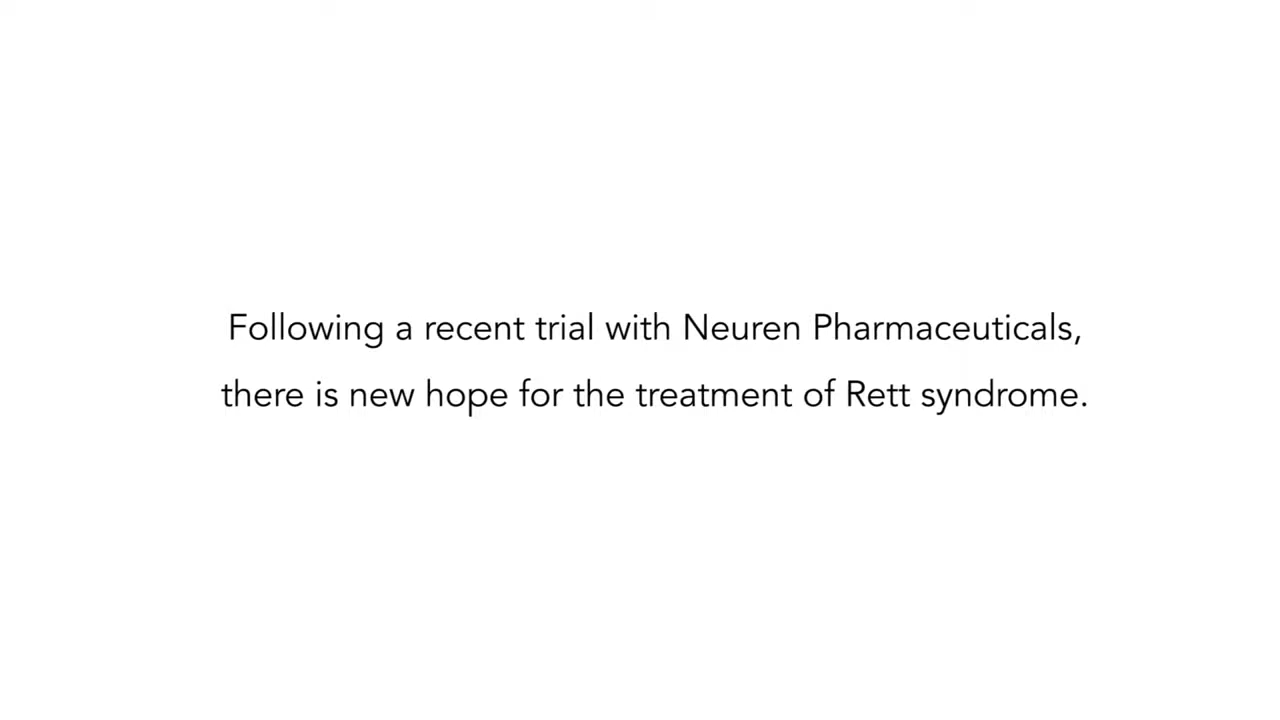 Following a recent trial with Neuren Pharmaceuticals,
there is new hope for the treatment of Rett syndrome.